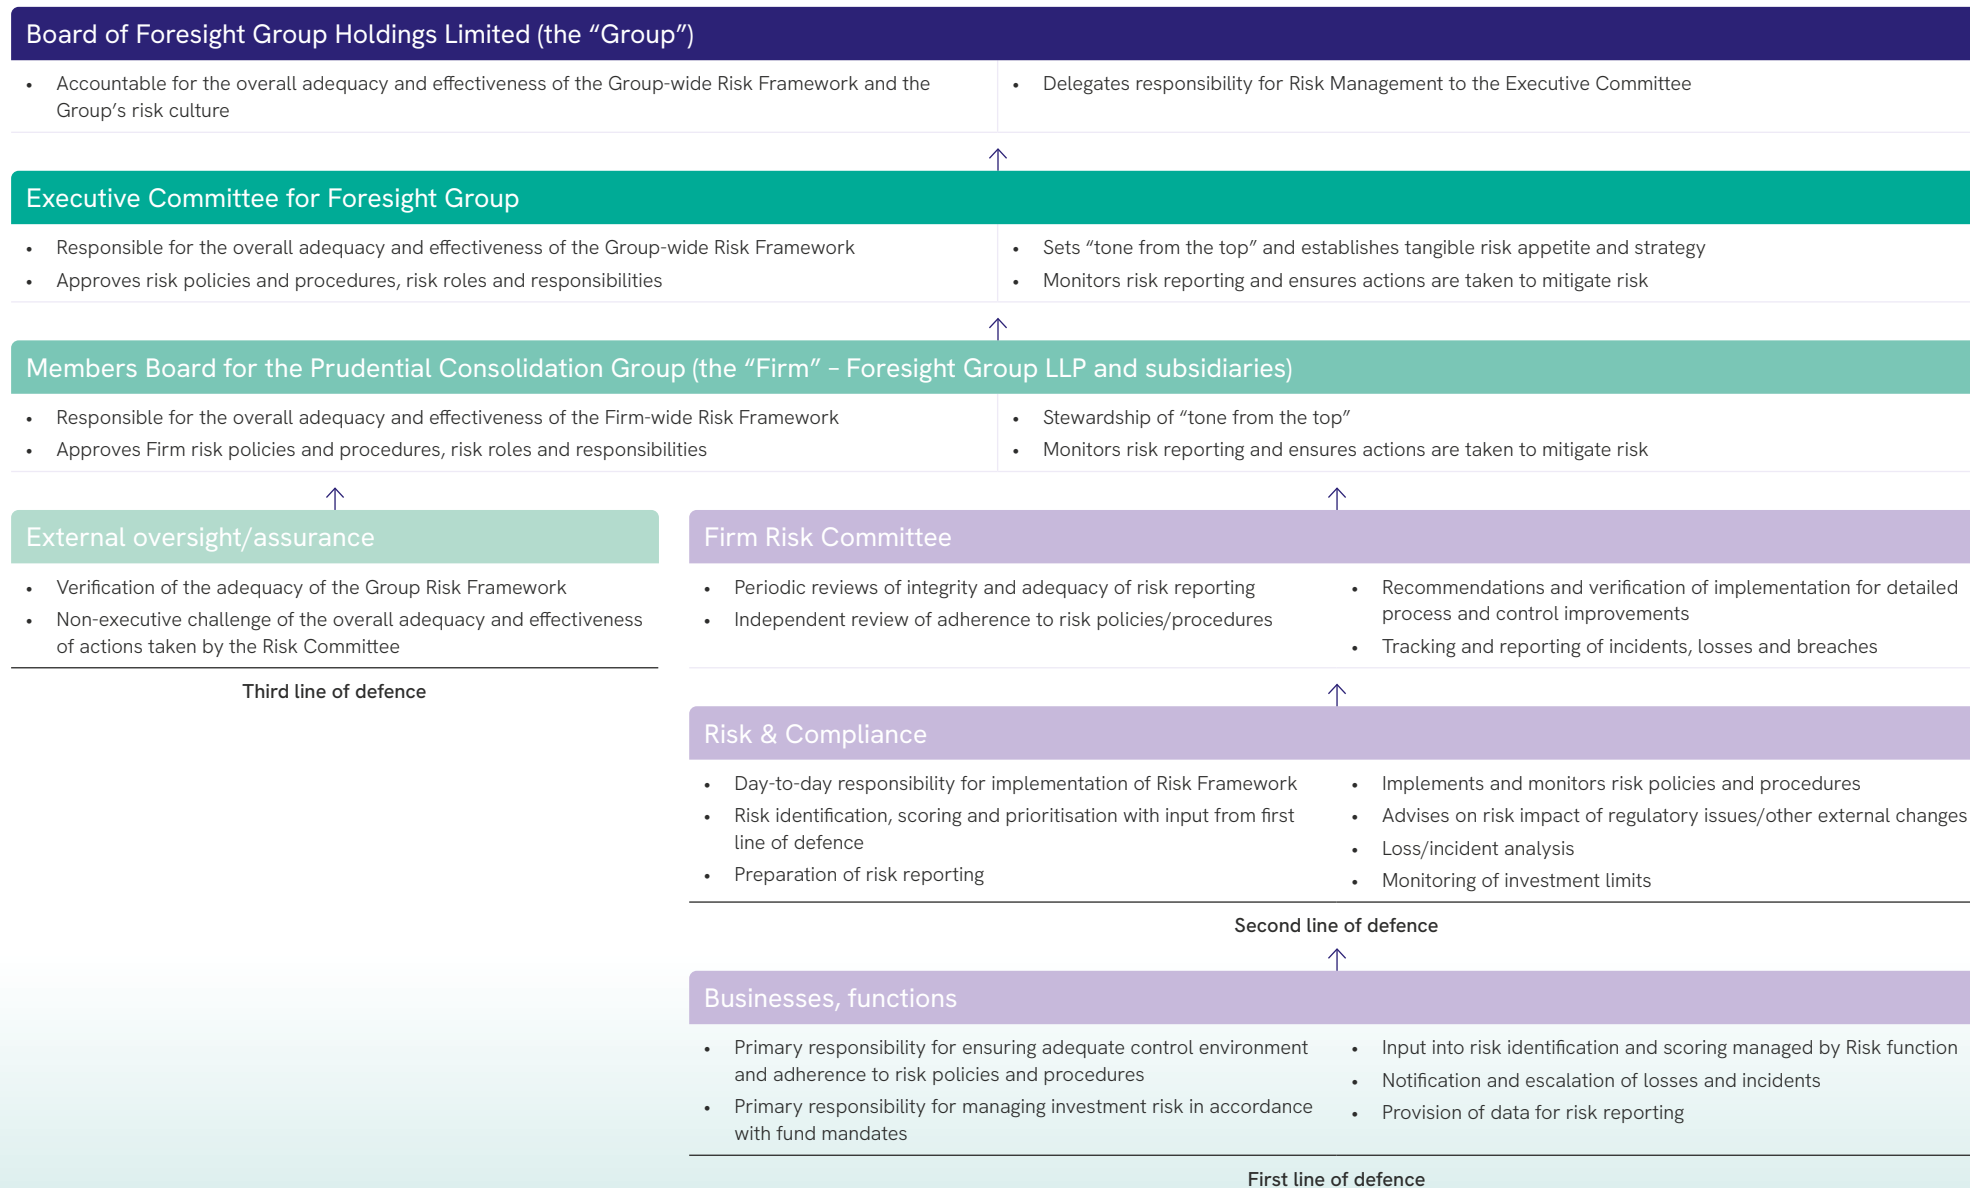 Board of Foresight Group Holdings Limited (the “Group”)
• Accountable for the overall adequacy and effectiveness of the Group-wide Risk Framework and the
Group’s risk culture
• Delegates responsibility for Risk Management to the Executive Committee
Executive Committee for Foresight Group
• Responsible for the overall adequacy and effectiveness of the Group-wide Risk Framework
• Approves risk policies and procedures, risk roles and responsibilities
• Sets “tone from the top” and establishes tangible risk appetite and strategy
• Monitors risk reporting and ensures actions are taken to mitigate risk
Members Board for the Prudential Consolidation Group (the “Firm” – Foresight Group LLP and subsidiaries)
• Responsible for the overall adequacy and effectiveness of the Firm-wide Risk Framework
• Approves Firm risk policies and procedures, risk roles and responsibilities
• Stewardship of “tone from the top”
• Monitors risk reporting and ensures actions are taken to mitigate risk
External oversight/assurance
• Verification of the adequacy of the Group Risk Framework
• Non-executive challenge of the overall adequacy and effectiveness
of actions taken by the Risk Committee
Third line of defence
Firm Risk Committee
• Periodic reviews of integrity and adequacy of risk reporting
• Independent review of adherence to risk policies/procedures
• Recommendations and verification of implementation for detailed
process and control improvements
• Tracking and reporting of incidents, losses and breaches
Risk & Compliance
• Day-to-day responsibility for implementation of Risk Framework
• Risk identification, scoring and prioritisation with input from first
line of defence
• Preparation of risk reporting
• Implements and monitors risk policies and procedures
• Advises on risk impact of regulatory issues/other external changes
• Loss/incident analysis
• Monitoring of investment limits
Second line of defence
Businesses, functions
• Primary responsibility for ensuring adequate control environment
and adherence to risk policies and procedures
• Primary responsibility for managing investment risk in accordance
with fund mandates
• Input into risk identification and scoring managed by Risk function
• Notification and escalation of losses and incidents
• Provision of data for risk reporting
First line of defence